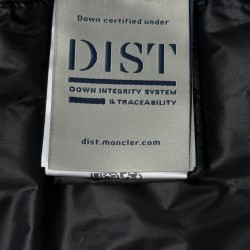 Down certified under
DIST
DOWN INTEGRITY SYSTEM
& TRACEABILITY
dist.moncler.com